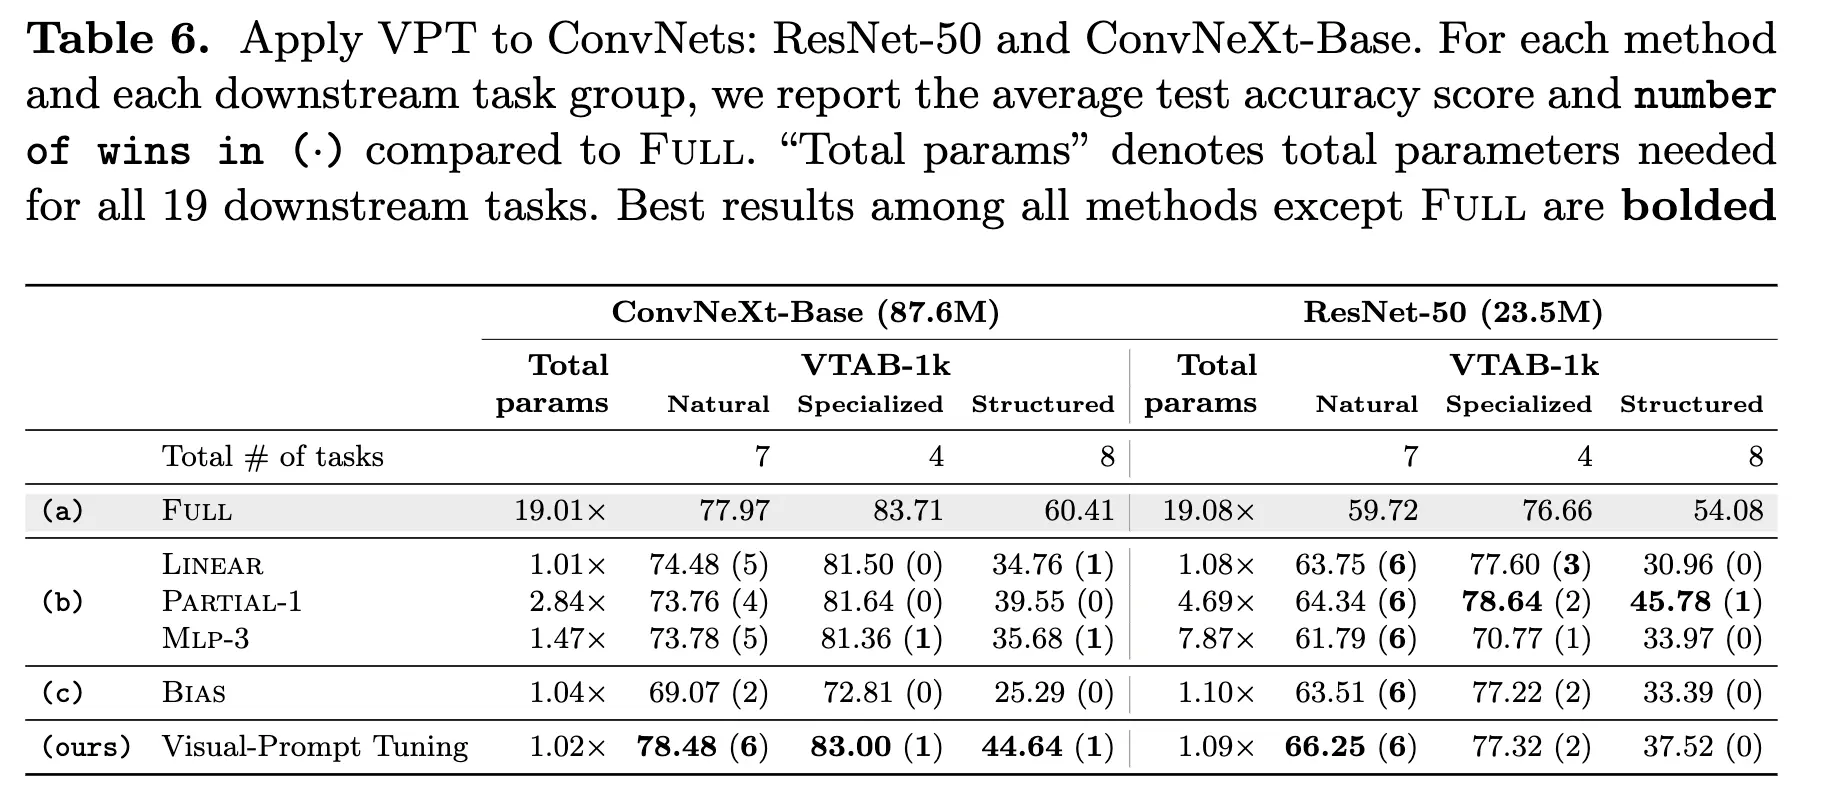 Table 6. Apply VPT to ConvNets: ResNet-50 and ConvNeXt-Base. For each method
and each downstream task group, we report the average test accuracy score and number
of wins in (·) compared to FULL. “Total params” denotes total parameters needed
for all 19 downstream tasks. Best results among all methods except FULL are bolded
ConvNeXt-Base (87.6M) ResNet-50 (23.5M)
Total VTAB-1k Total VTAB-1k
params Natural Specialized Structured params Natural Specialized Structured
Total # of tasks 7 4 8 7 4 8
(a) FULL 19.01× 77.97 83.71 60.41 19.08× 59.72 76.66 54.08
LINEAR 1.01× 74.48 (5) 81.50 (0) 34.76 (1) 1.08× 63.75 (6) 77.60 (3) 30.96 (0)
(b) PARTIAL-1 2.84× 73.76 (4) 81.64 (0) 39.55 (0) 4.69× 64.34 (6) 78.64 (2) 45.78 (1)
MLP-3 1.47× 73.78 (5) 81.36 (1) 35.68 (1) 7.87× 61.79 (6) 70.77 (1) 33.97 (0)
(c) BIAS 1.04× 69.07 (2) 72.81 (0) 25.29 (0) 1.10× 63.51 (6) 77.22 (2) 33.39 (0)
(ours) Visual-Prompt Tuning 1.02× 78.48 (6) 83.00 (1) 44.64 (1) 1.09× 66.25 (6) 77.32 (2) 37.52 (0)